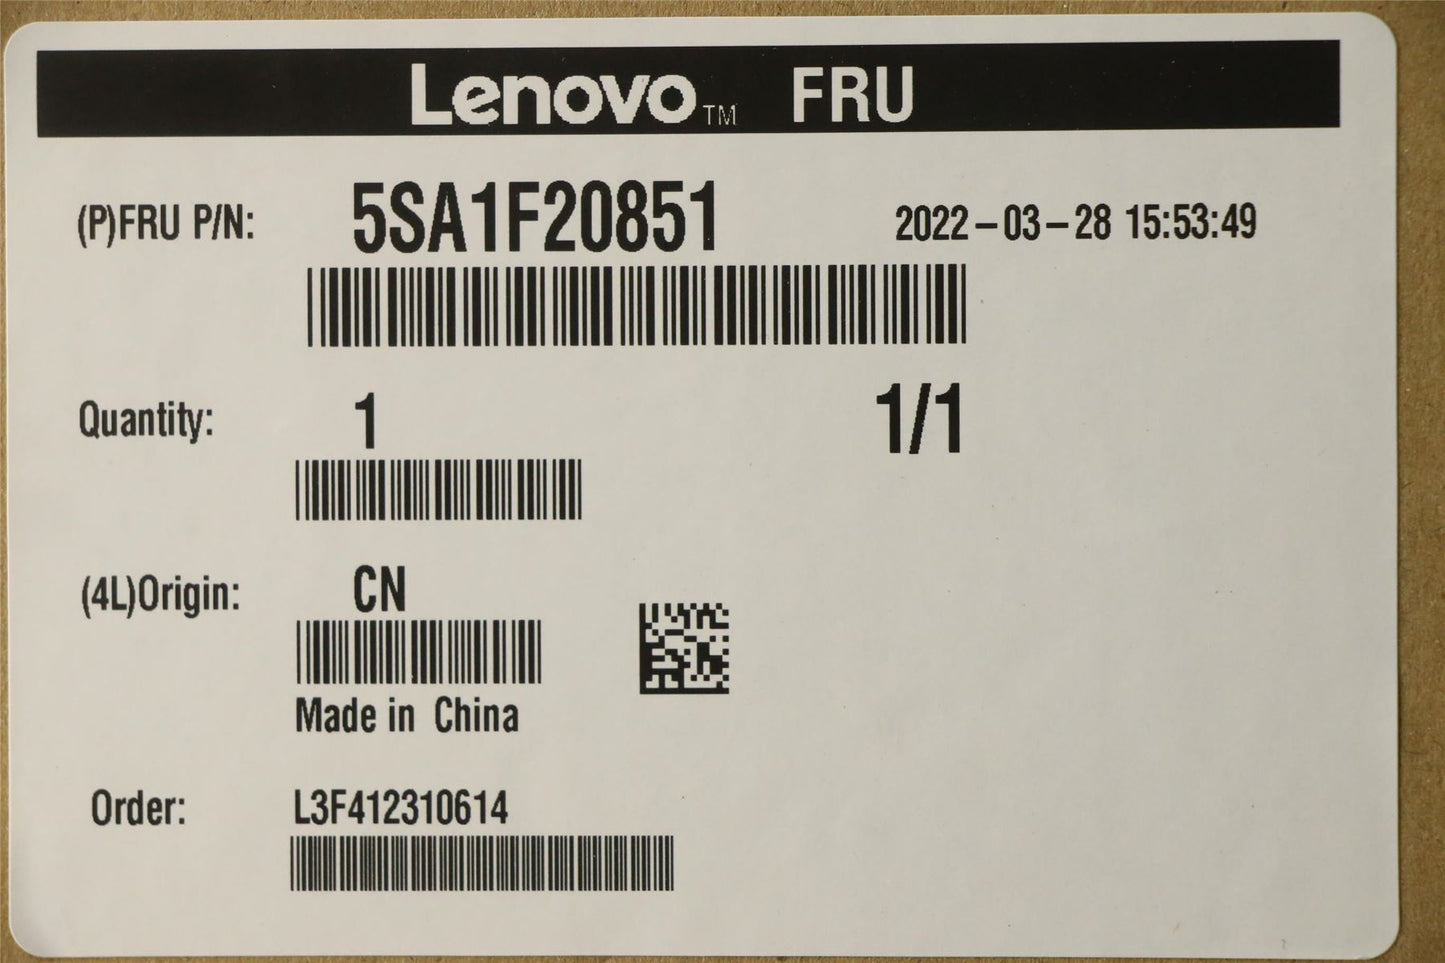 Lenovo™ FRU
(P)FRU P/N: 5SA1F20851 2022-03-28 15:53:49
Quantity: 1 1/1
(4L)Origin: CN
Made in China
Order: L3F412310614